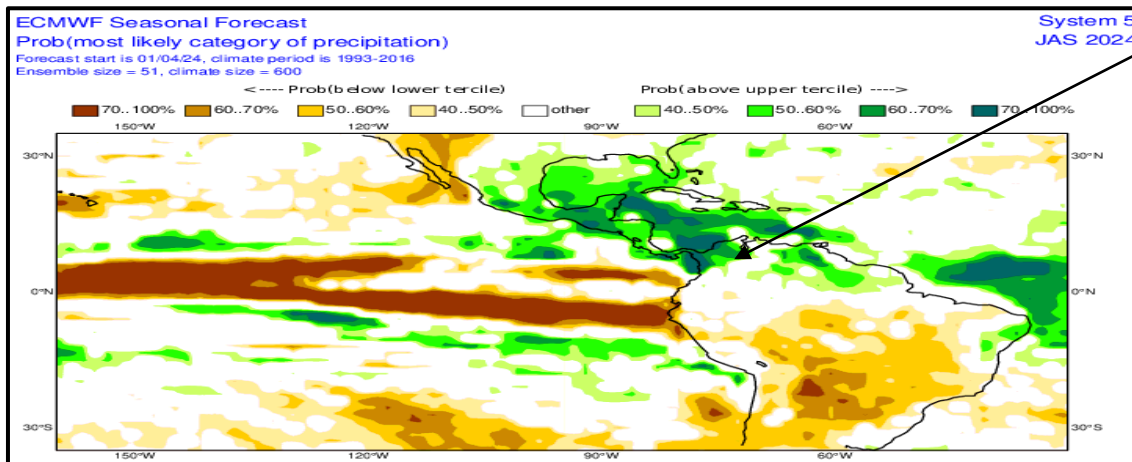 ECMWF Seasonal Forecast
System 5
Prob(most likely category of precipitation)
JAS 2024
Forecast start is 01/04/24, climate period is 1993-2016
Ensemble size = 51, climate size = 600
<---- Prob(below lower tercile)
Prob(above upper tercile) ---->
70..100% 60..70% 50..60% 40..50% other 40..50% 50..60% 60..70% 70..100%
150°W 120°W 90°W 60°W
30°N 30°N
0°N 0°N
30°S 30°S
150°W 120°W 90°W 60°W